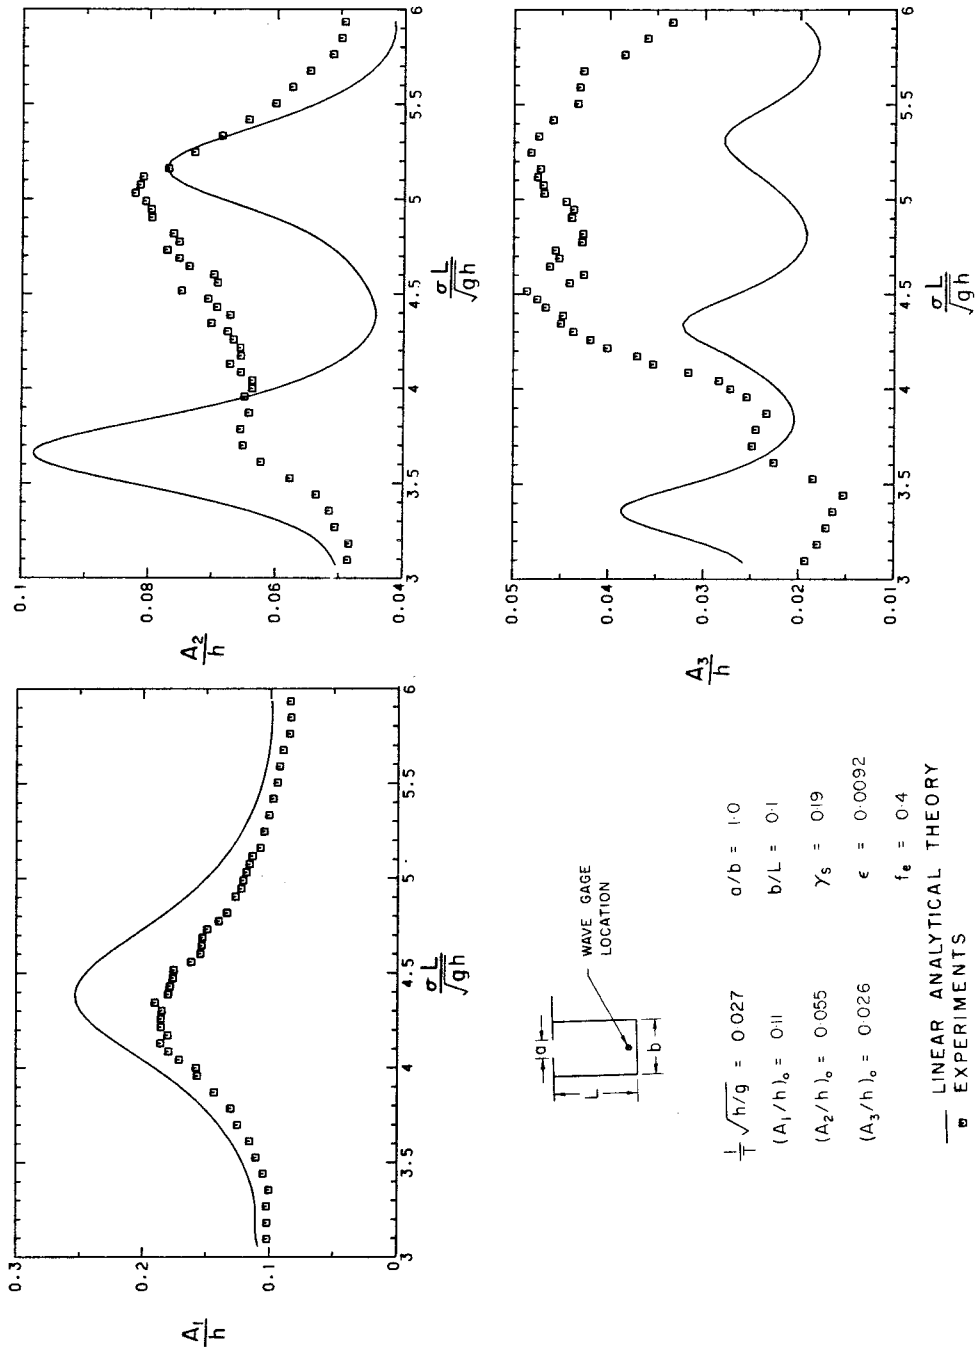 A1/h
0.3
0.2
0.1
0
3
3.5
4
4.5
5
5.5
6
σL/√gh
A2/h
0.1
0.08
0.06
0.04
3
3.5
4
4.5
5
5.5
6
σL/√gh
a
L
b
WAVE GAGE
LOCATION
1/T √h/g = 0·027
a/b = 1·0
(A1/h)o = 0·11
b/L = 0·1
(A2/h)o = 0·055
γs = 0·19
(A3/h)o = 0·026
ϵ = 0·0092
fe = 0·4
LINEAR ANALYTICAL THEORY
EXPERIMENTS
A3/h
0.05
0.04
0.03
0.02
0.01
3
3.5
4
4.5
5
5.5
6
σL/√gh